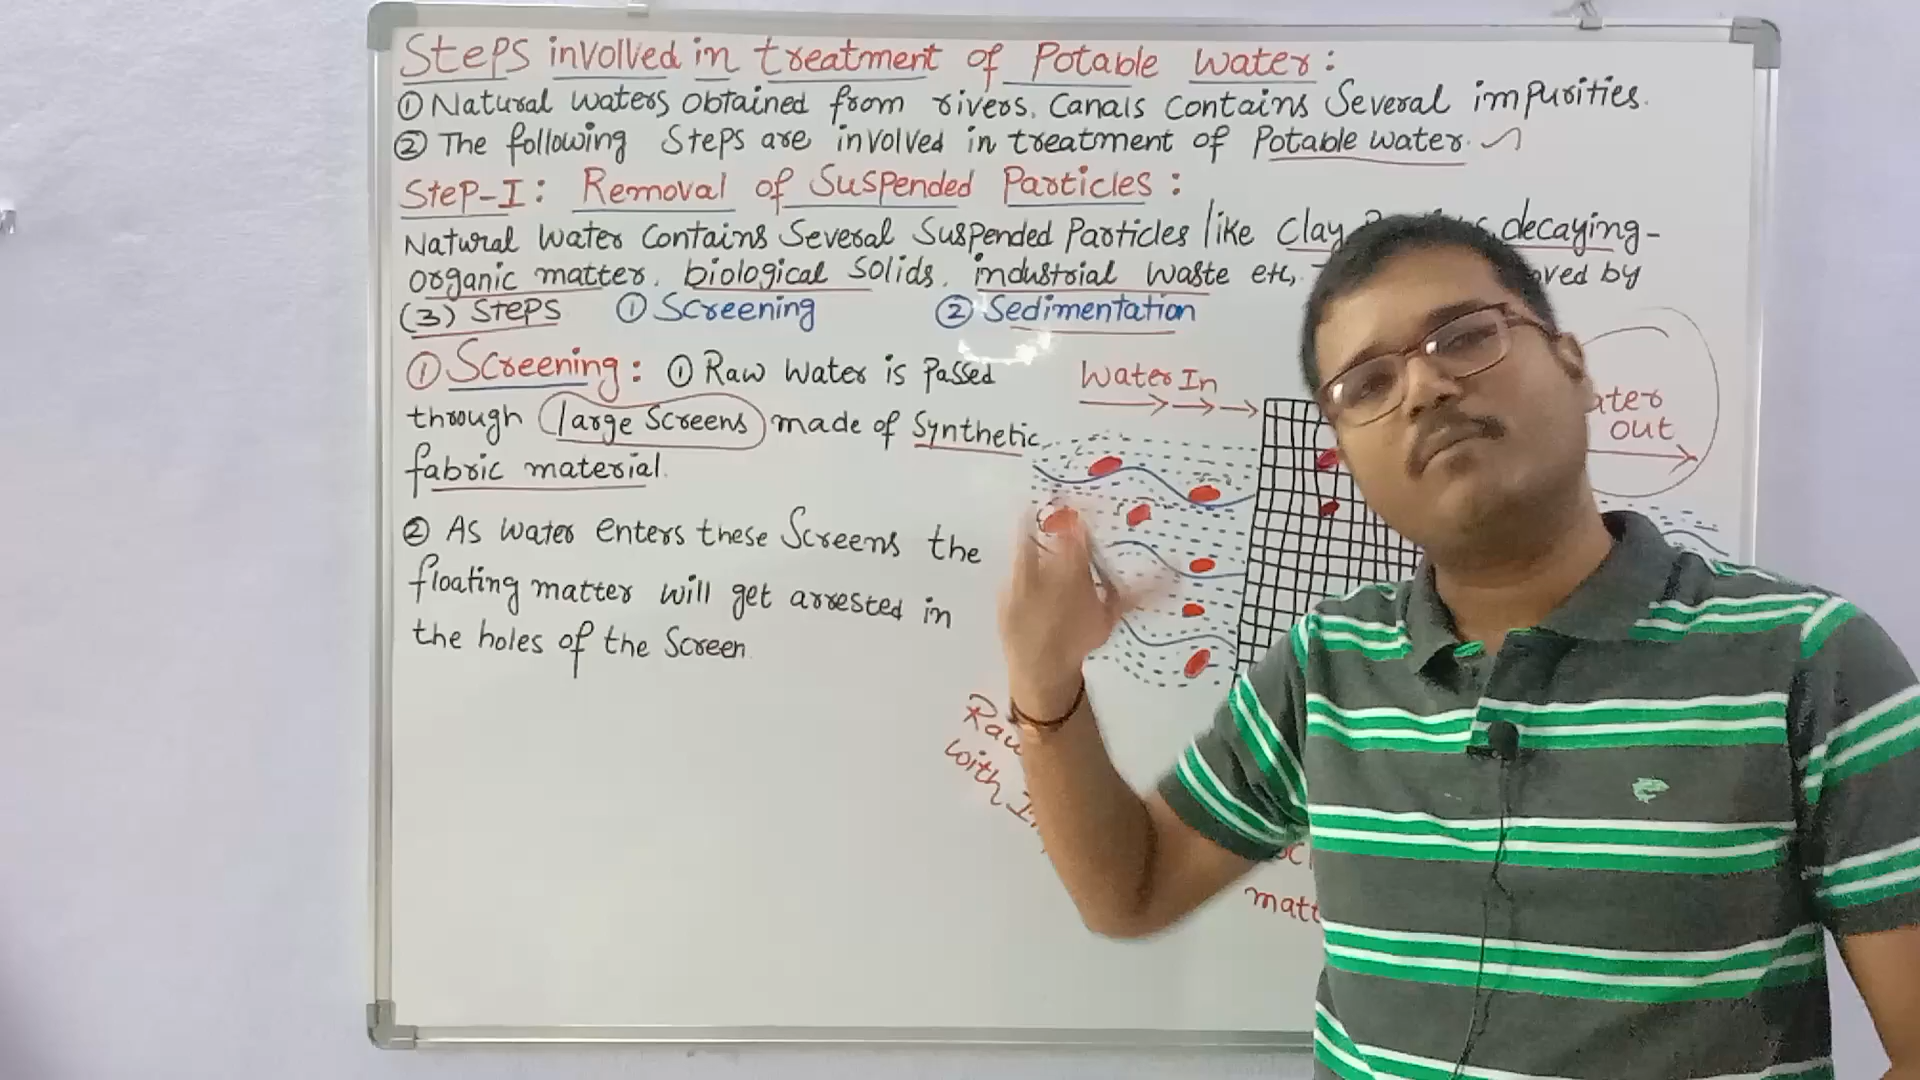 Steps involved in treatment of Potable Water:
① Natural waters obtained from rivers, canals contains several impurities.
② The following steps are involved in treatment of Potable water.
Step-I: Removal of Suspended Particles:
Natural water contains several suspended particles like clay decaying-
organic matter, biological solids, industrial waste etc,. by
(3) Steps ① Screening ② Sedimentation
① Screening: ① Raw water is passed
through large screens made of synthetic
fabric material.
② As water enters these screens the
floating matter will get arrested in
the holes of the screen
Water In
out
with